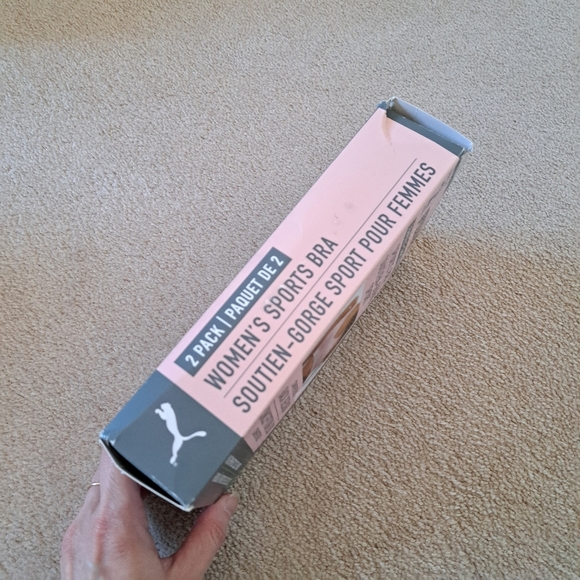 2 PACK | PAQUET DE 2
WOMEN'S SPORTS BRA
SOUTIEN-GORGE SPORT POUR FEMMES